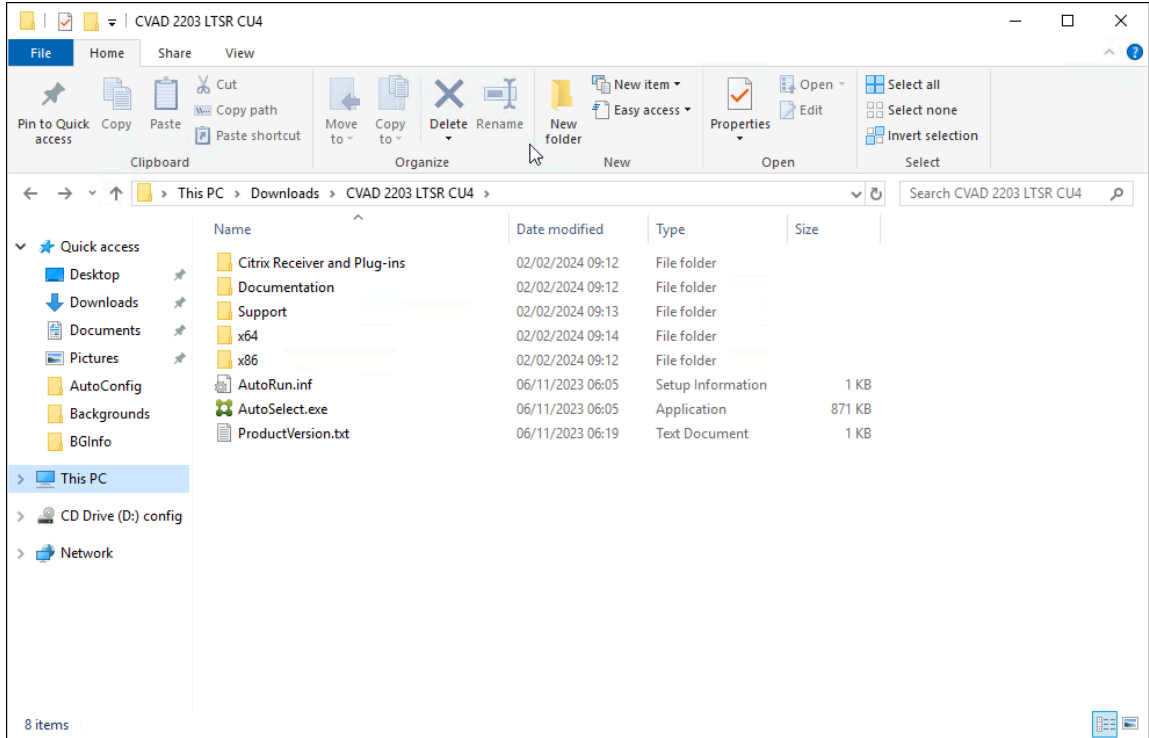 CVAD 2203 LTSR CU4
File Home Share View
Pin to Quick access
Copy
Paste
Cut
Copy path
Paste shortcut
Clipboard
Move to
Copy to
Delete
Rename
Organize
New folder
New item
Easy access
New
Properties
Open
Edit
Open
Select all
Select none
Invert selection
Select
This PC > Downloads > CVAD 2203 LTSR CU4 >
Search CVAD 2203 LTSR CU4
Quick access
Desktop
Downloads
Documents
Pictures
AutoConfig
Backgrounds
BGInfo
This PC
CD Drive (D:) config
Network
Name Date modified Type Size
Citrix Receiver and Plug-ins 02/02/2024 09:12 File folder
Documentation 02/02/2024 09:12 File folder
Support 02/02/2024 09:13 File folder
x64 02/02/2024 09:14 File folder
x86 02/02/2024 09:12 File folder
AutoRun.inf 06/11/2023 06:05 Setup Information 1 KB
AutoSelect.exe 06/11/2023 06:05 Application 871 KB
ProductVersion.txt 06/11/2023 06:19 Text Document 1 KB
8 items